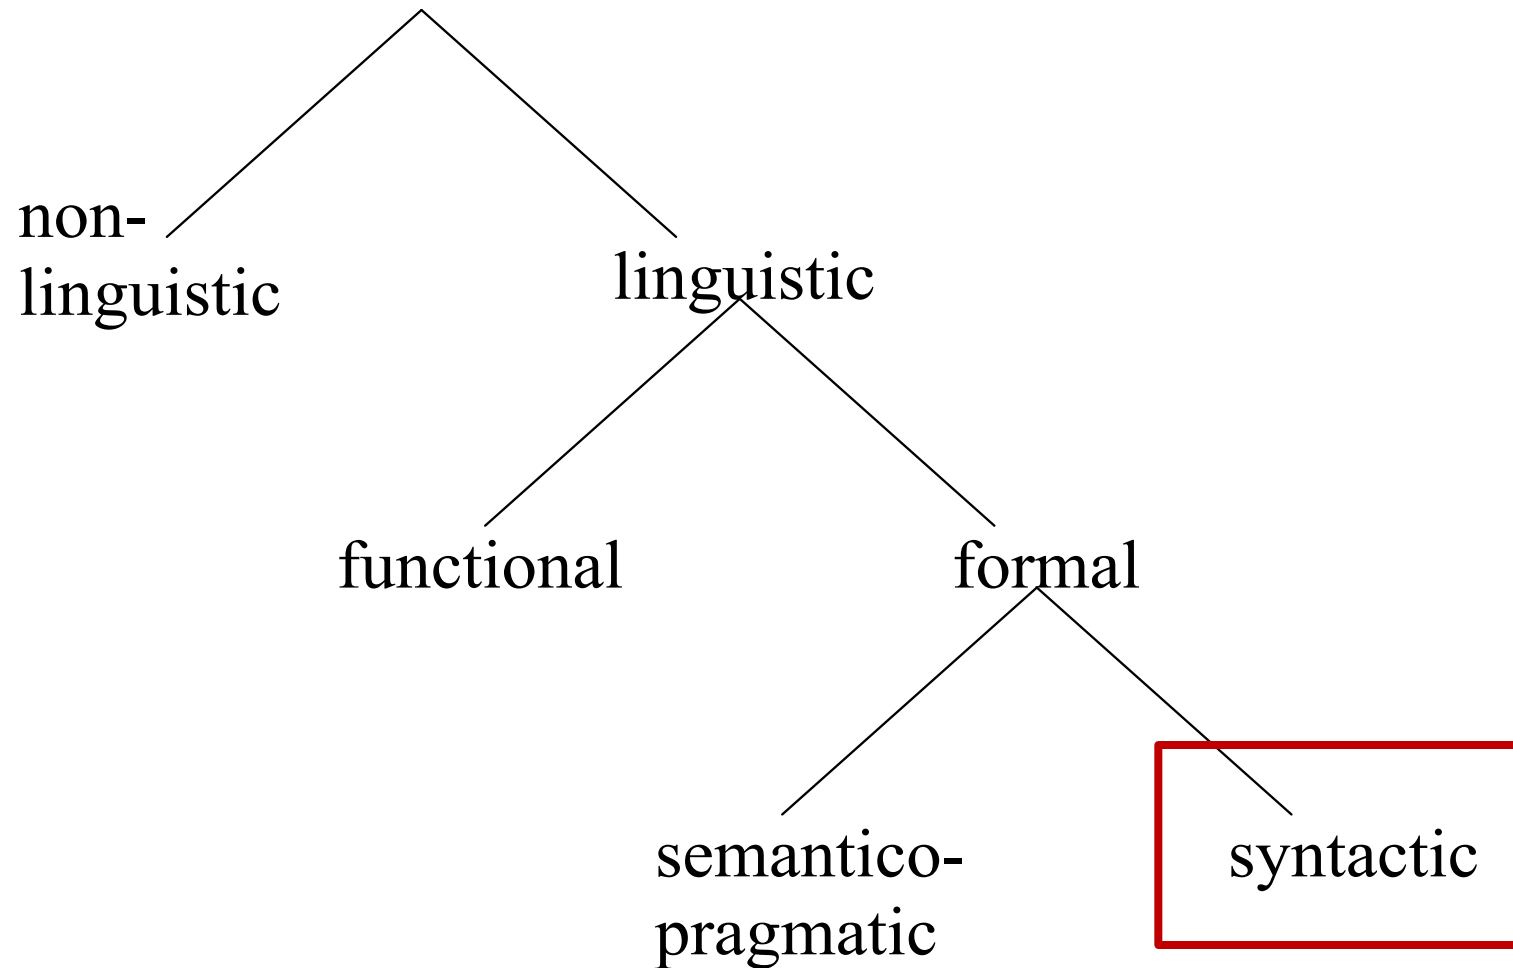 non-
linguistic
linguistic
functional
formal
semantico-
pragmatic
syntactic